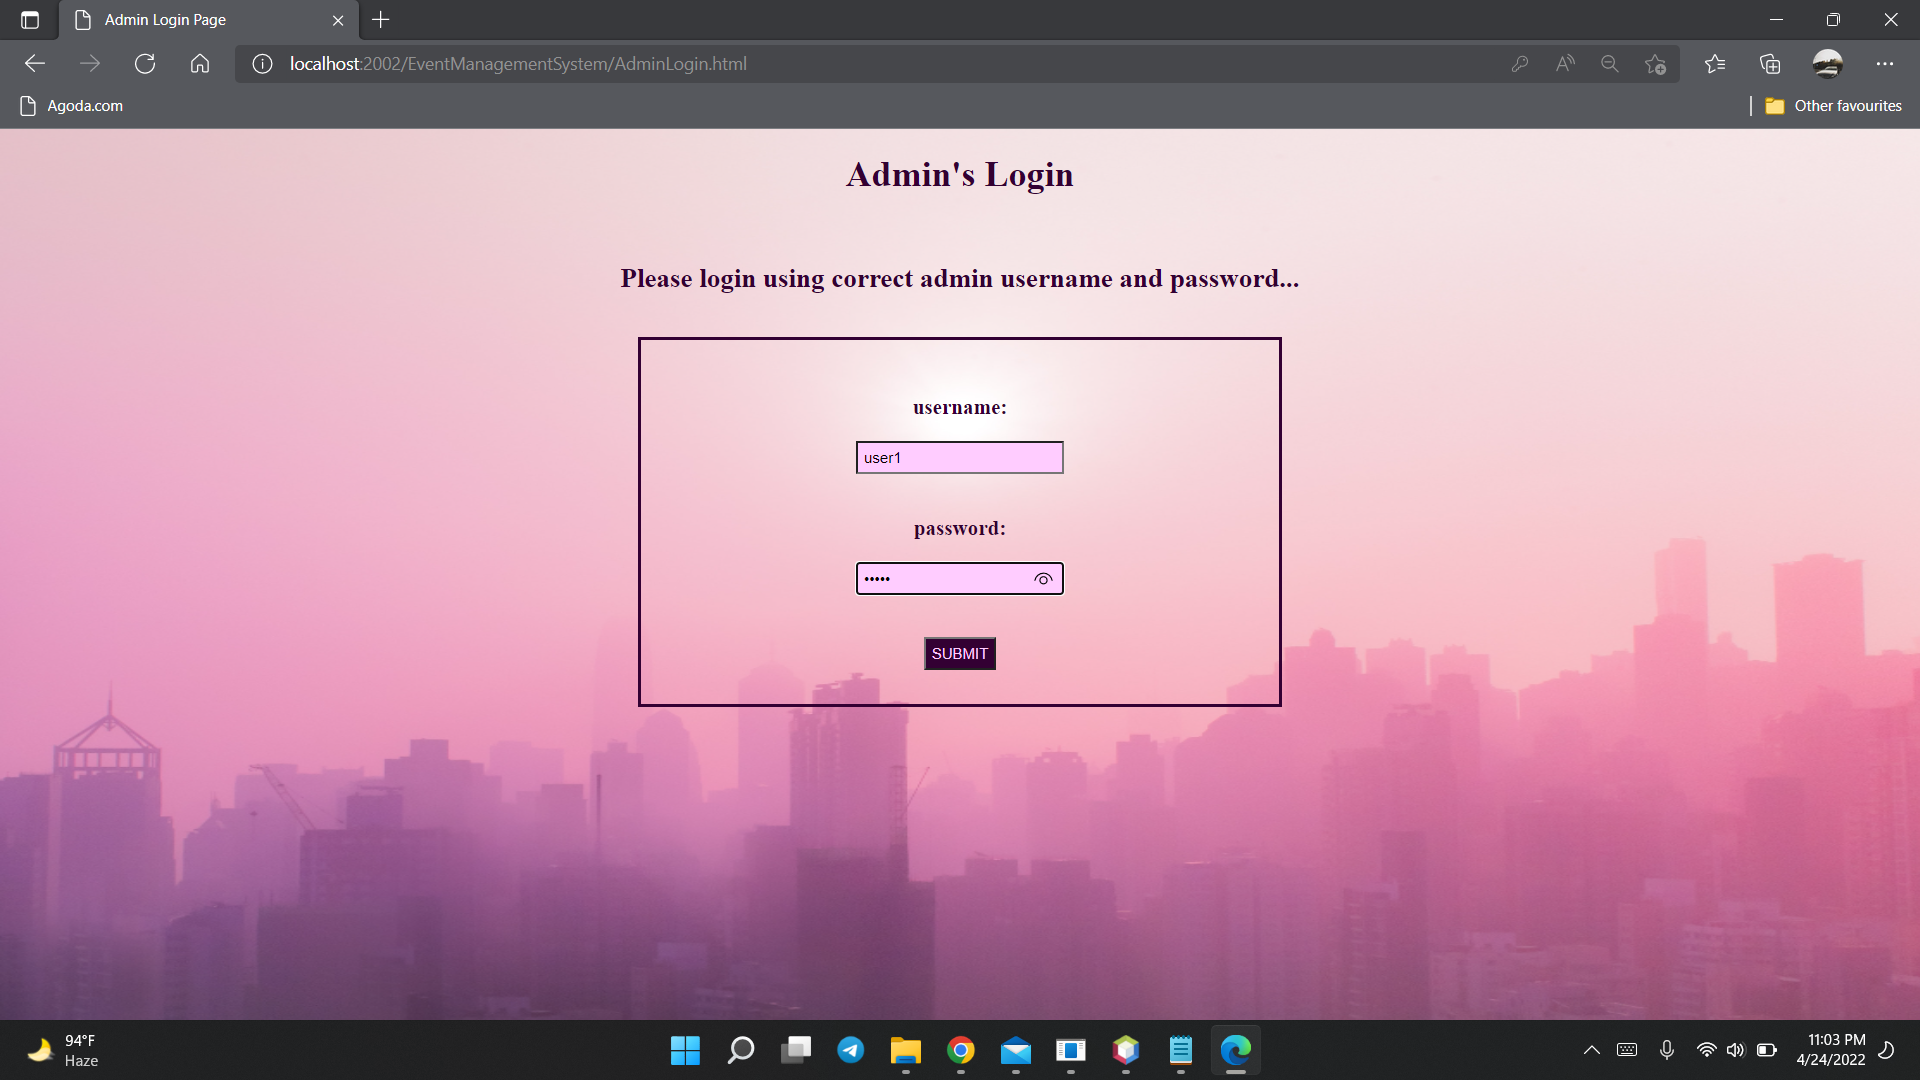 Admin Login Page
localhost:2002/EventManagementSystem/AdminLogin.html
Agoda.com
Other favourites
Admin's Login
Please login using correct admin username and password...
username:
user1
password:
•••••
SUBMIT
94°F
Haze
11:03 PM
4/24/2022